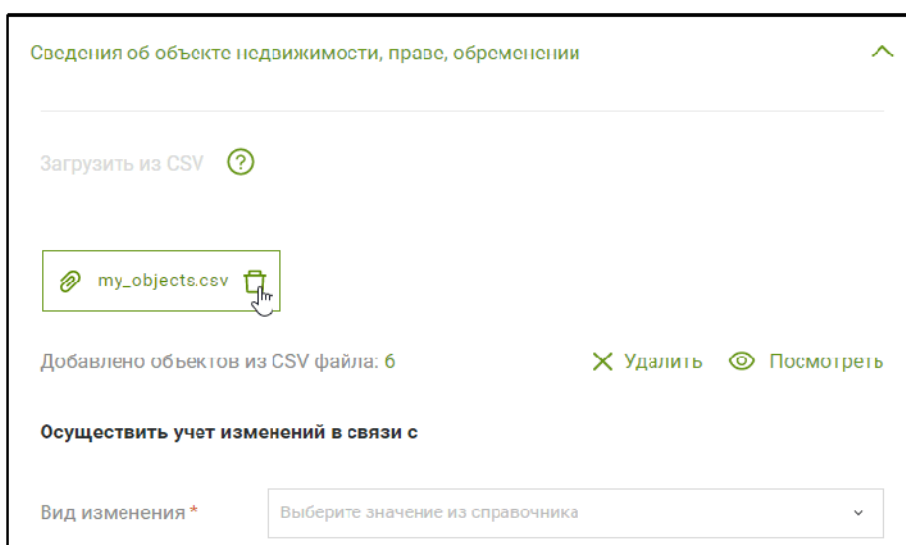 Сведения об объекте недвижимости, праве, обременении
Загрузить из CSV ?
my_objects.csv
Добавлено объектов из CSV файла: 6 Удалить Посмотреть
Осуществить учет изменений в связи с
Вид изменения * Выберите значение из справочника